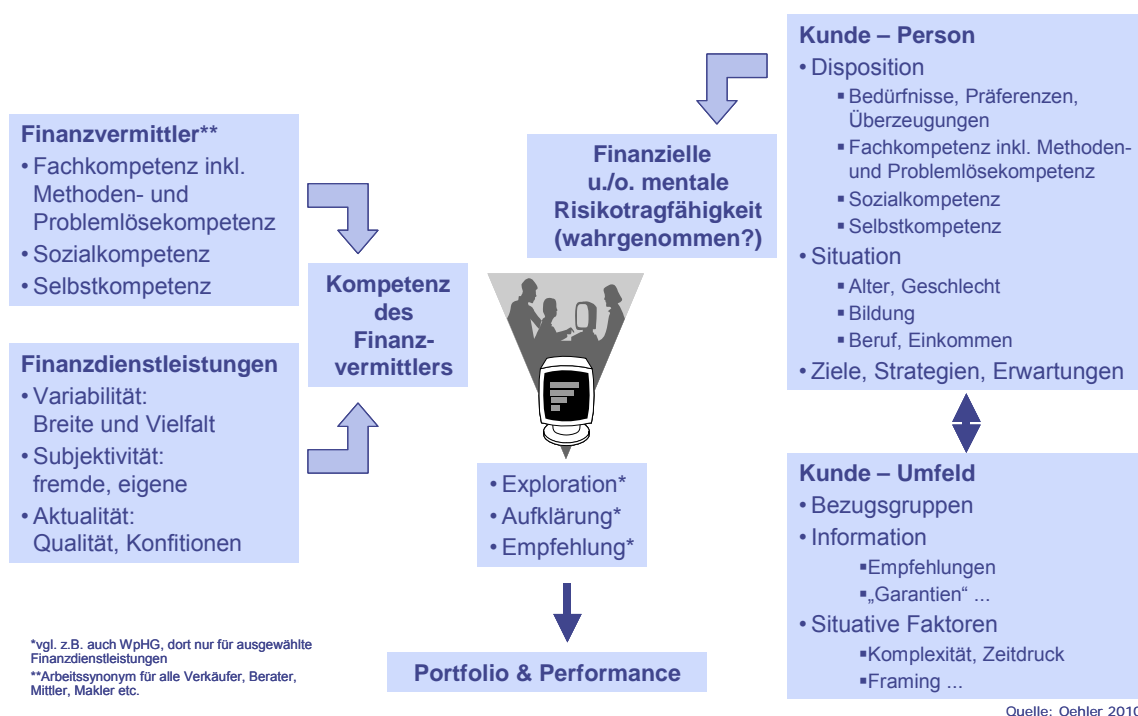 Finanzvermittler**
• Fachkompetenz inkl.
Methoden- und
Problemlösekompetenz
• Sozialkompetenz
• Selbstkompetenz
Finanzdienstleistungen
• Variabilität:
Breite und Vielfalt
• Subjektivität:
fremde, eigene
• Aktualität:
Qualität, Konfitionen
Kompetenz
des
Finanz-
vermittlers
Finanzielle
u./o. mentale
Risikotragfähigkeit
(wahrgenommen?)
• Exploration*
• Aufklärung*
• Empfehlung*
Portfolio & Performance
Kunde – Person
• Disposition
▪ Bedürfnisse, Präferenzen,
Überzeugungen
▪ Fachkompetenz inkl. Methoden-
und Problemlösekompetenz
▪ Sozialkompetenz
▪ Selbstkompetenz
• Situation
▪ Alter, Geschlecht
▪ Bildung
▪ Beruf, Einkommen
• Ziele, Strategien, Erwartungen
Kunde – Umfeld
• Bezugsgruppen
• Information
▪Empfehlungen
▪„Garantien“ ...
• Situative Faktoren
▪Komplexität, Zeitdruck
▪Framing ...
*vgl. z.B. auch WpHG, dort nur für ausgewählte
Finanzdienstleistungen
**Arbeitssynonym für alle Verkäufer, Berater,
Mittler, Makler etc.
Quelle: Oehler 2010